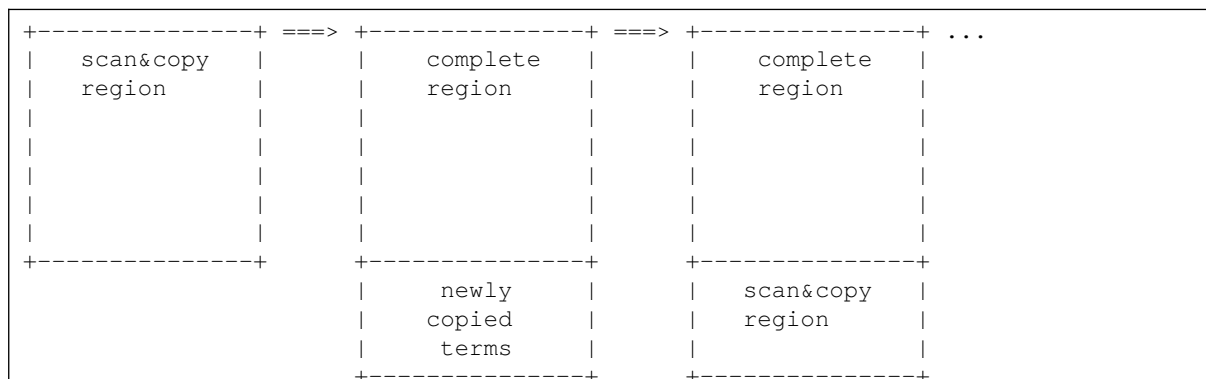 +---------------+ ===> +---------------+ ===> +---------------+ ...
|   scan&copy   |      |    complete   |      |    complete   |
|   region      |      |    region     |      |    region     |
|               |      |               |      |               |
|               |      |               |      |               |
|               |      |               |      |               |
|               |      |               |      |               |
|               |      |               |      |               |
+---------------+      +---------------+      +---------------+
                       |     newly     |      |   scan&copy   |
                       |    copied     |      |   region      |
                       |     terms     |      |               |
                       +---------------+      +---------------+